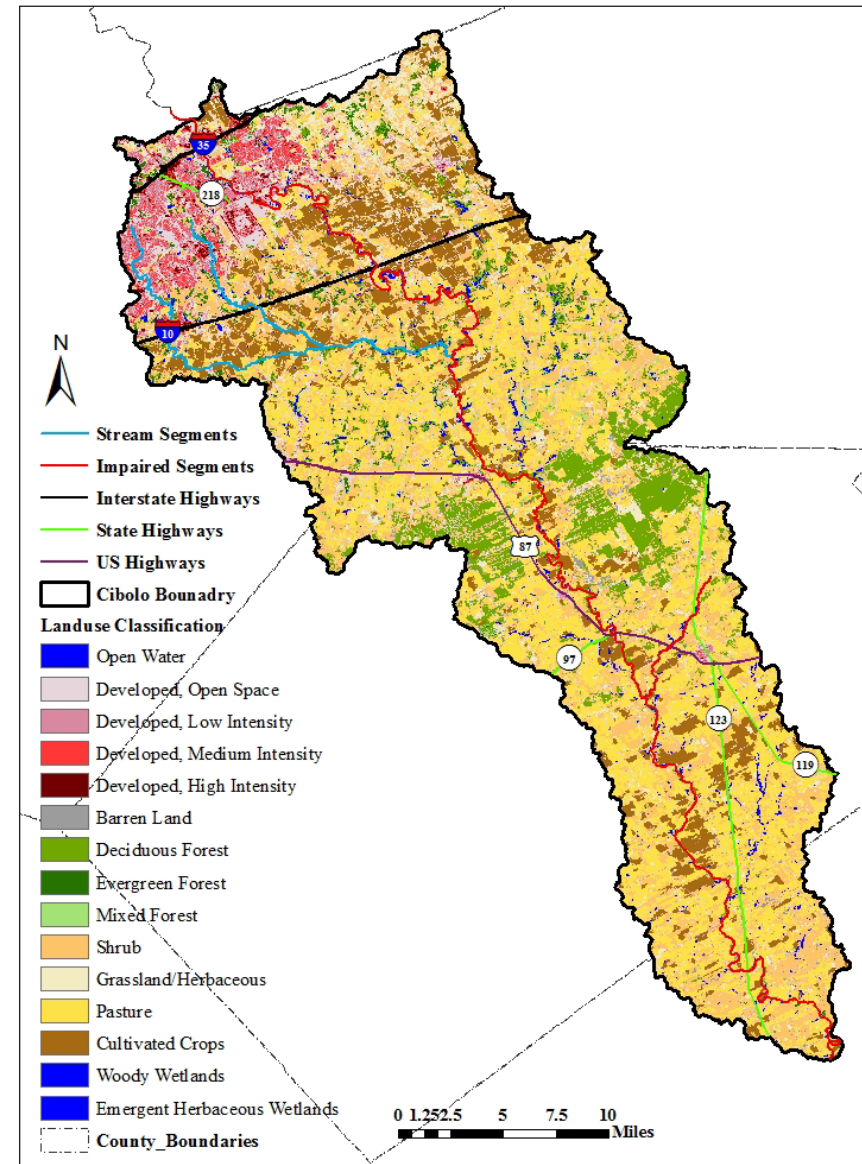 35
218
10
N
Stream Segments
Impaired Segments
Interstate Highways
State Highways
US Highways
Cibolo Bounadry
Landuse Classification
Open Water
Developed, Open Space
Developed, Low Intensity
Developed, Medium Intensity
Developed, High Intensity
Barren Land
Deciduous Forest
Evergreen Forest
Mixed Forest
Shrub
Grassland/Herbaceous
Pasture
Cultivated Crops
Woody Wetlands
Emergent Herbaceous Wetlands
County_Boundaries
87
97
123
119
0 1.252.5 5 7.5 10
Miles